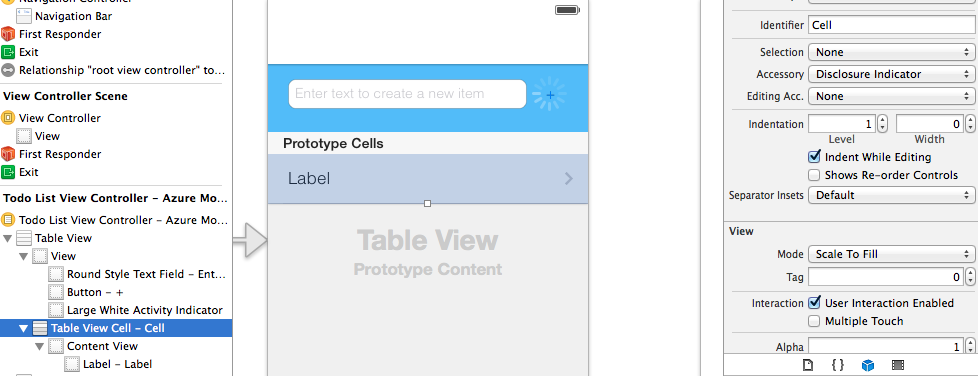 Navigation Controller
Navigation Bar
First Responder
Exit
Relationship "root view controller" to...
View Controller Scene
View Controller
View
First Responder
Exit
Todo List View Controller – Azure Mo...
Todo List View Controller – Azure Mo...
Table View
View
Round Style Text Field – Ent...
Button – +
Large White Activity Indicator
Table View Cell – Cell
Content View
Label – Label
Enter text to create a new item
+
Prototype Cells
Label
Table View
Prototype Content
Identifier Cell
Selection None
Accessory Disclosure Indicator
Editing Acc. None
Indentation 1 0
Level Width
Indent While Editing
Shows Re-order Controls
Separator Insets Default
View
Mode Scale To Fill
Tag 0
Interaction User Interaction Enabled
Multiple Touch
Alpha 1
{ }